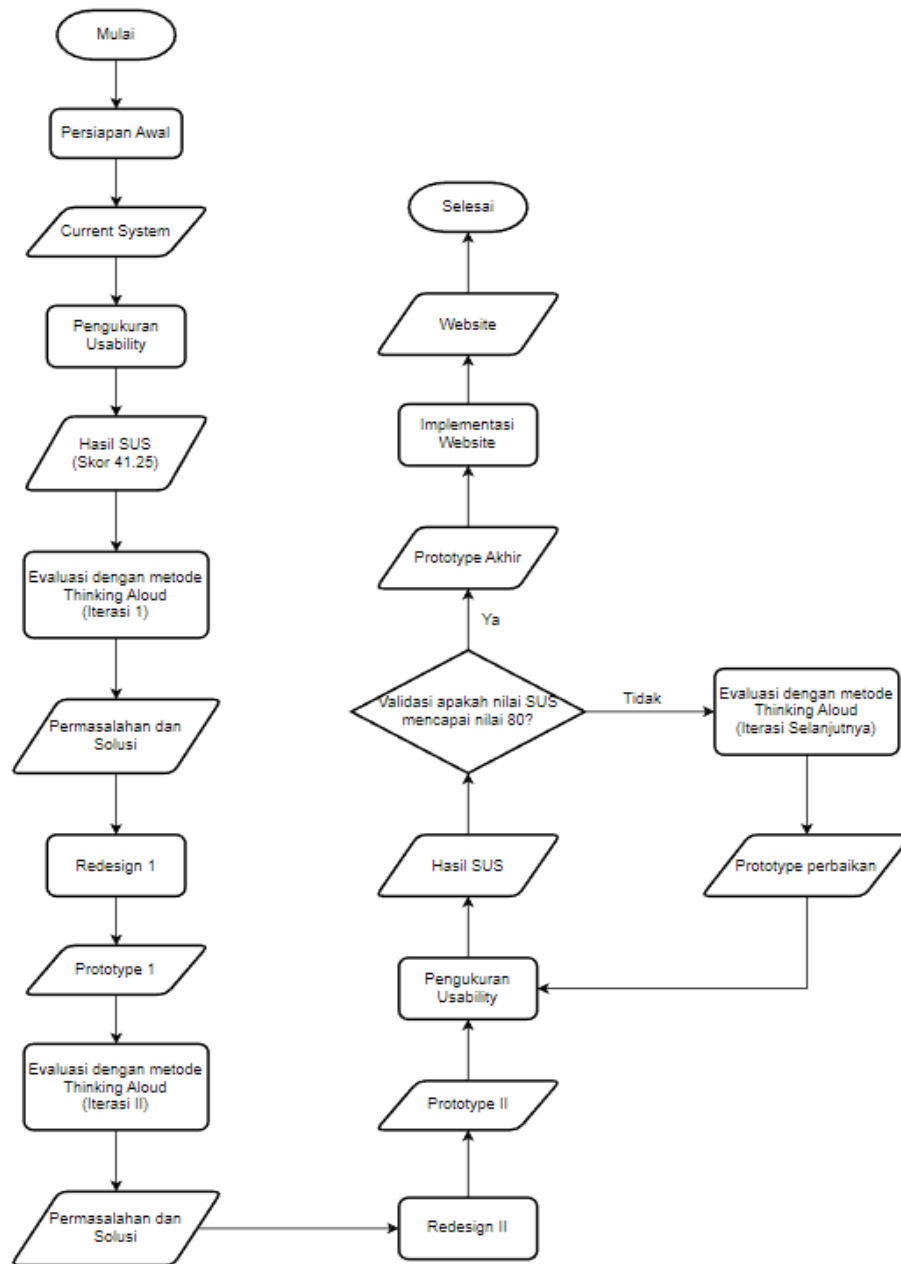 Mulai
Persiapan Awal
Current System
Pengukuran
Usability
Hasil SUS
(Skor 41.25)
Evaluasi dengan metode
Thinking Aloud
(Iterasi 1)
Permasalahan dan
Solusi
Redesign 1
Prototype 1
Evaluasi dengan metode
Thinking Aloud
(Iterasi II)
Permasalahan dan
Solusi
Redesign II
Prototype II
Pengukuran
Usability
Hasil SUS
Validasi apakah nilai SUS
mencapai nilai 80?
Tidak
Evaluasi dengan metode
Thinking Aloud
(Iterasi Selanjutnya)
Prototype perbaikan
Ya
Prototype Akhir
Implementasi
Website
Website
Selesai